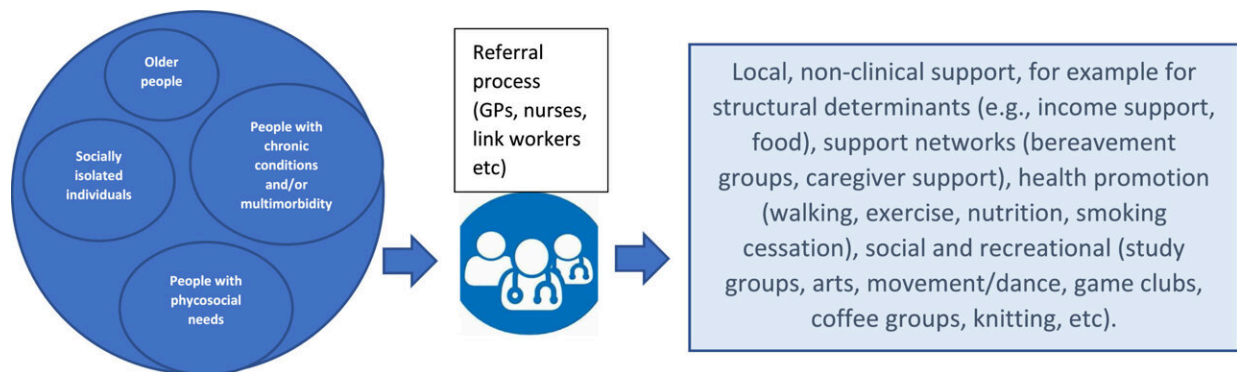 Older
people
People with
chronic
conditions
and/or
multimorbidity
Socially
isolated
individuals
People with
phycosocial
needs
Referral
process
(GPs, nurses,
link workers
etc)
Local, non-clinical support, for example for
structural determinants (e.g., income support,
food), support networks (bereavement
groups, caregiver support), health promotion
(walking, exercise, nutrition, smoking
cessation), social and recreational (study
groups, arts, movement/dance, game clubs,
coffee groups, knitting, etc).